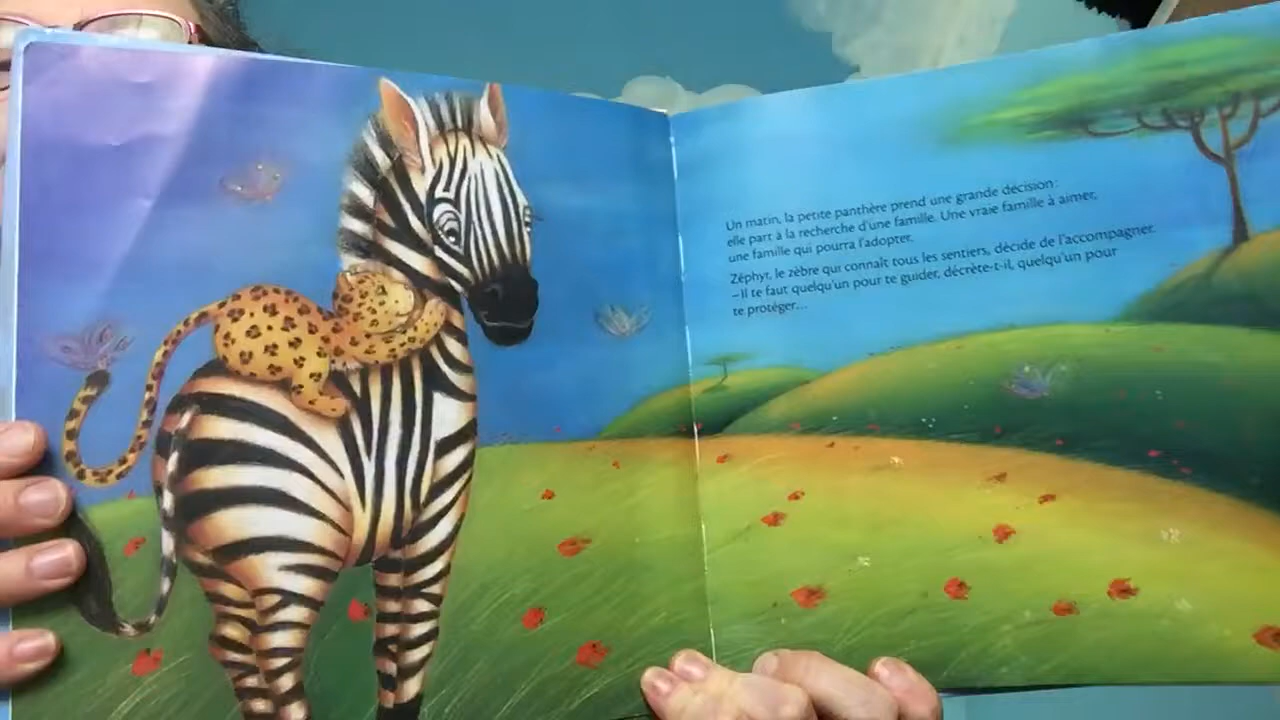 Un matin, la petite panthère prend une grande décision :
elle part à la recherche d'une famille. Une vraie famille à aimer,
une famille qui pourra l'adopter.
Zéphyr, le zèbre qui connaît tous les sentiers, décide de l'accompagner.
– Il te faut quelqu'un pour te guider, décrète-t-il, quelqu'un pour
te protéger...